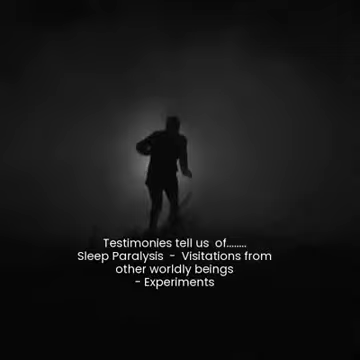 Testimonies tell us  of........
Sleep Paralysis  -  Visitations from
other worldly beings
- Experiments